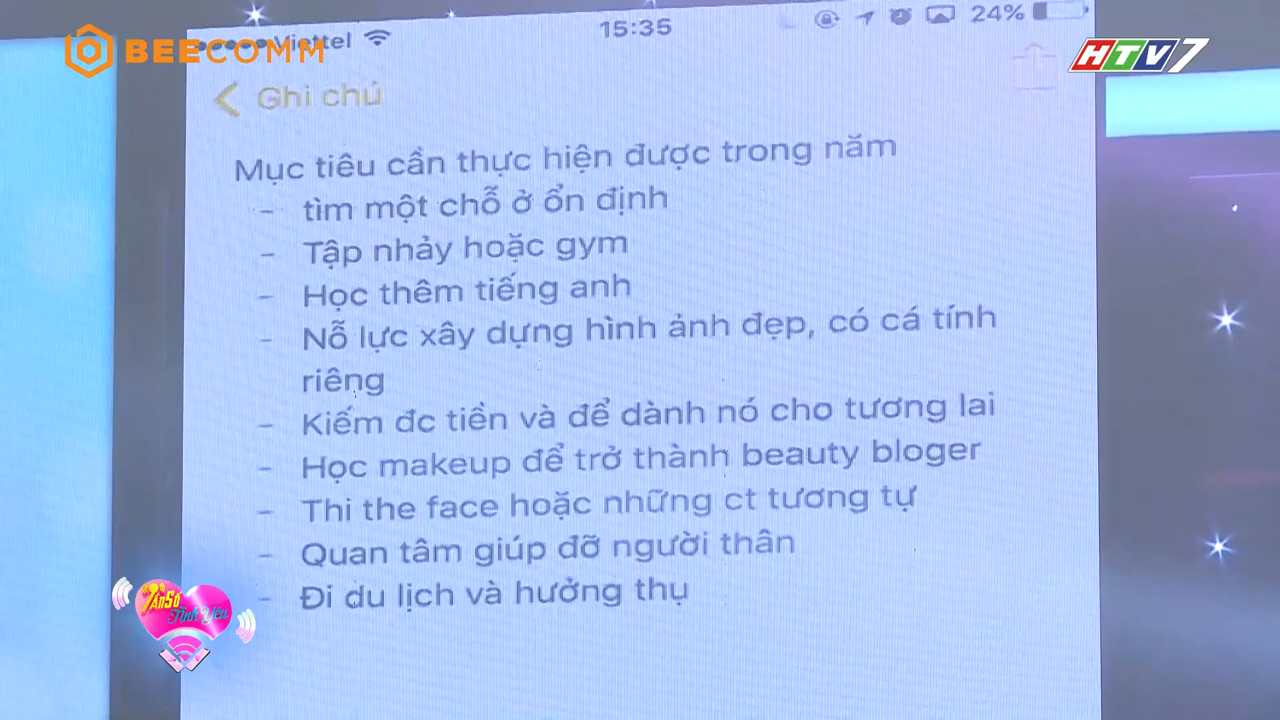 BEECOMM
Viettel
15:35
24%
HTV7
Ghi chú
Mục tiêu cần thực hiện được trong năm
- tìm một chỗ ở ổn định
- Tập nhảy hoặc gym
- Học thêm tiếng anh
- Nỗ lực xây dựng hình ảnh đẹp, có cá tính
riêng
- Kiếm đc tiền và để dành nó cho tương lai
- Học makeup để trở thành beauty bloger
- Thi the face hoặc những ct tương tự
- Quan tâm giúp đỡ người thân
- Đi du lịch và hưởng thụ
Tần Số
Tình Yêu